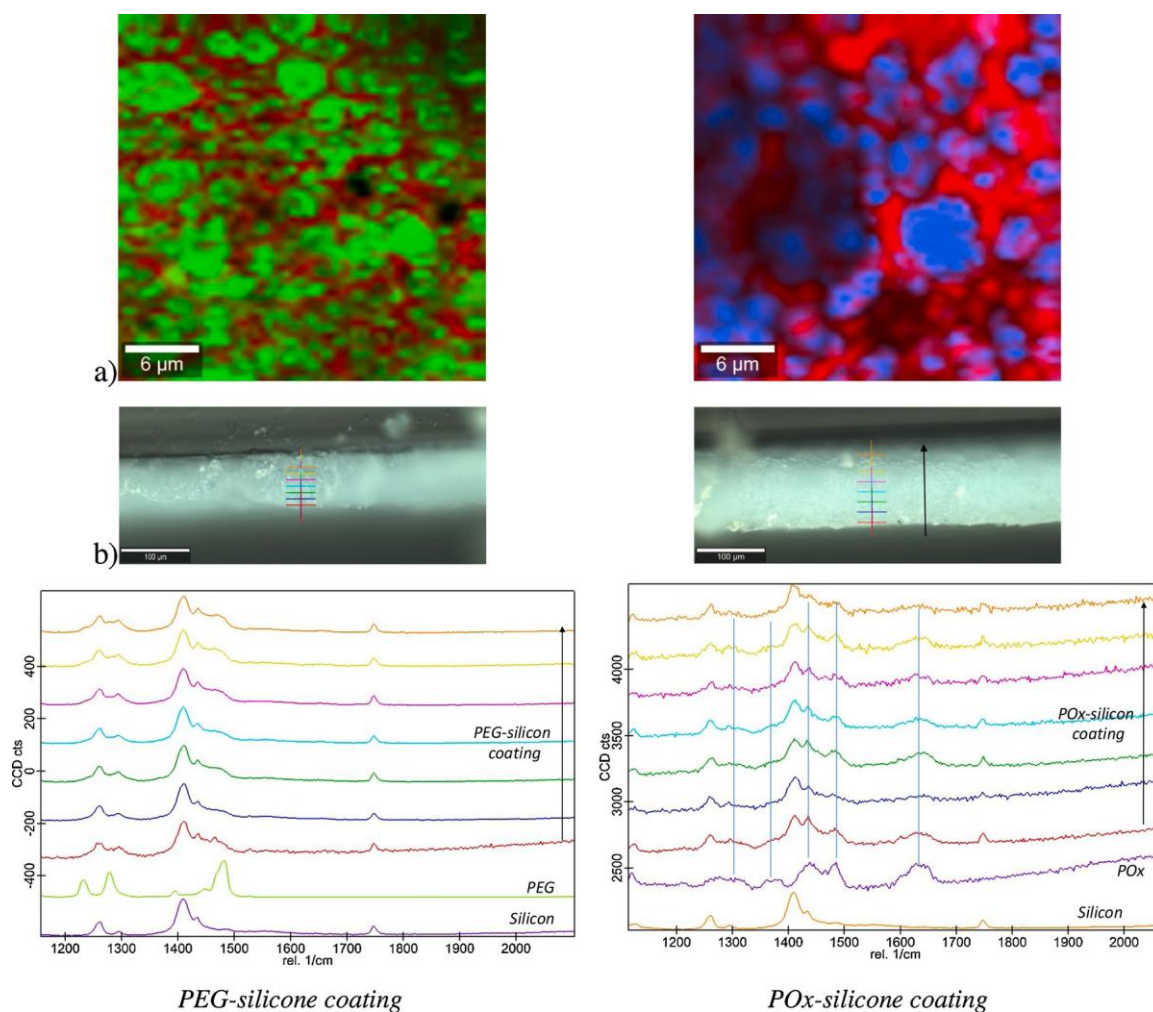 6 µm
6 µm
a)
100 µm
100 µm
b)
400
200
0
-200
-400
CCD cts
PEG-silicon
coating
PEG
Silicon
1200 1300 1400 1500 1600 1700 1800 1900 2000
rel. 1/cm
4000
3500
3000
2500
CCD cts
POx-silicon
coating
POx
Silicon
1200 1300 1400 1500 1600 1700 1800 1900 2000
rel. 1/cm
PEG-silicone coating
POx-silicone coating